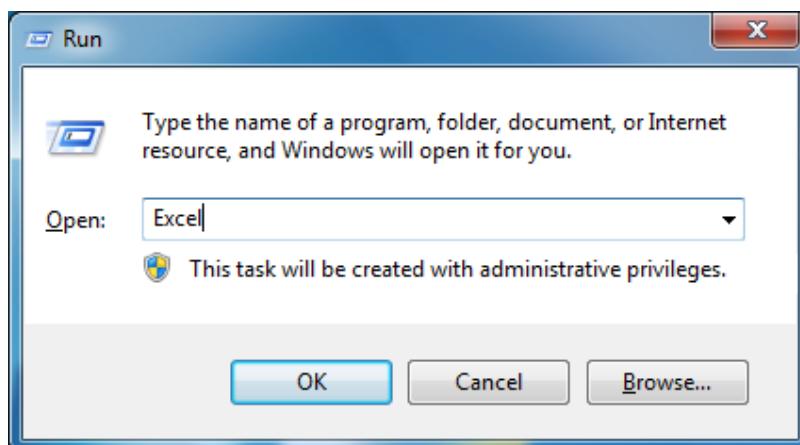 Run
Type the name of a program, folder, document, or Internet
resource, and Windows will open it for you.
Open: Excel
This task will be created with administrative privileges.
OK Cancel Browse...